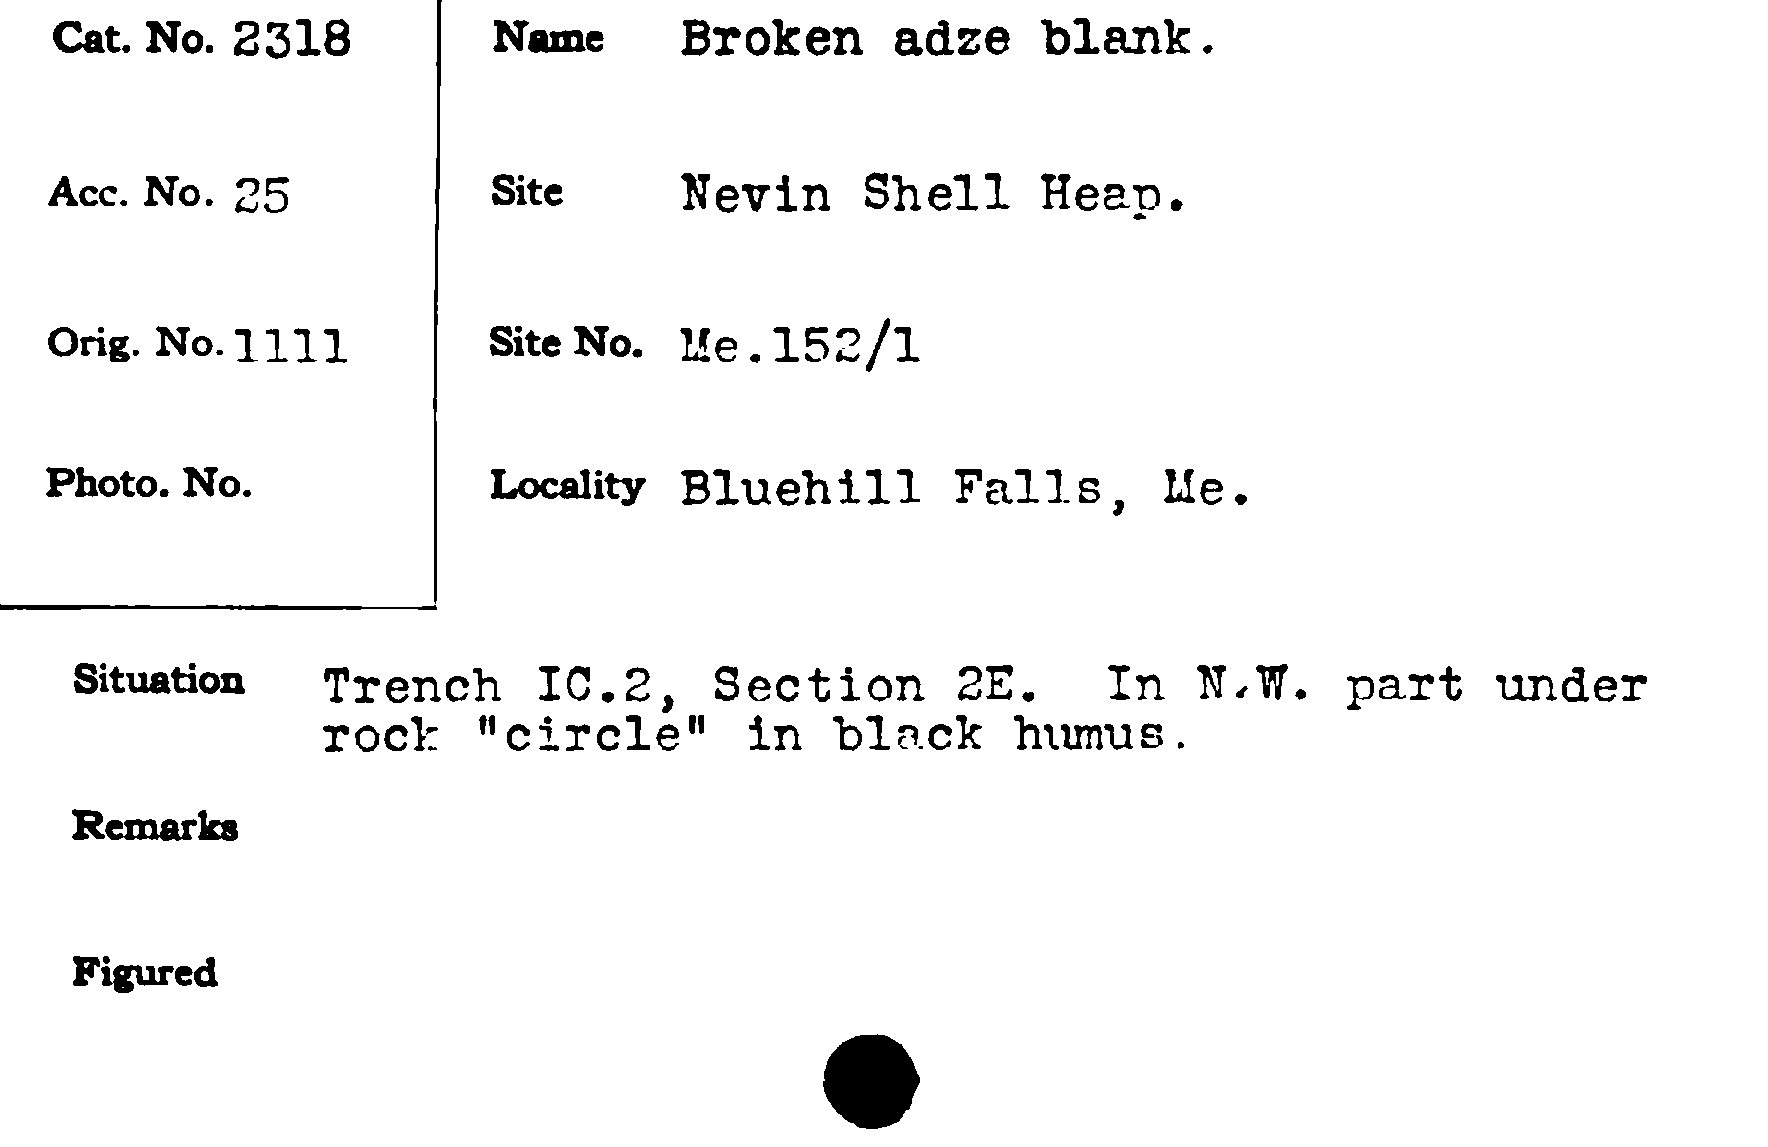 Cat. No. 2318
Name Broken adze blank.
Acc. No. 25
Site Nevin Shell Heap.
Orig. No. 1111
Site No. Me.152/1
Photo. No.
Locality Bluehill Falls, Me.
Situation Trench IC.2, Section 2E. In N.W. part under
rock "circle" in black humus.
Remarks
Figured